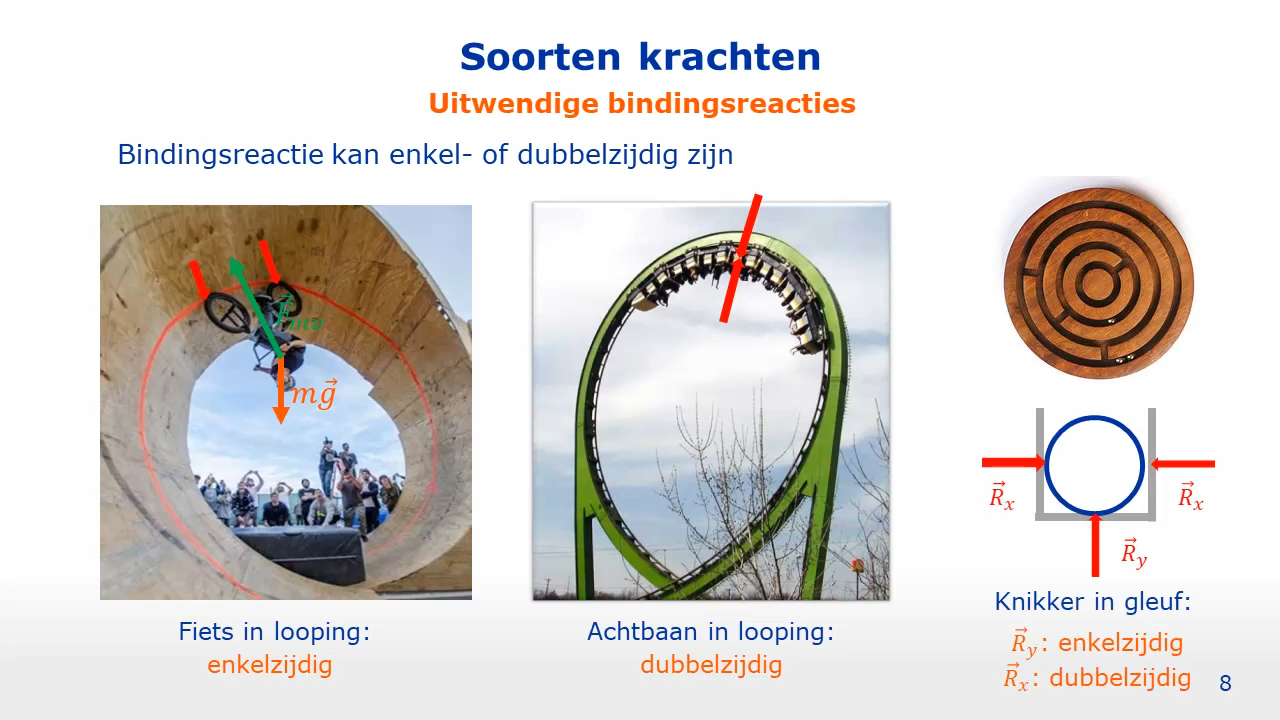 Soorten krachten
Uitwendige bindingsreacties
Bindingsreactie kan enkel- of dubbelzijdig zijn
F⃗mv
mg⃗
Fiets in looping:
enkelzijdig
Achtbaan in looping:
dubbelzijdig
R⃗x
R⃗x
R⃗y
Knikker in gleuf:
R⃗y: enkelzijdig
R⃗x: dubbelzijdig
8